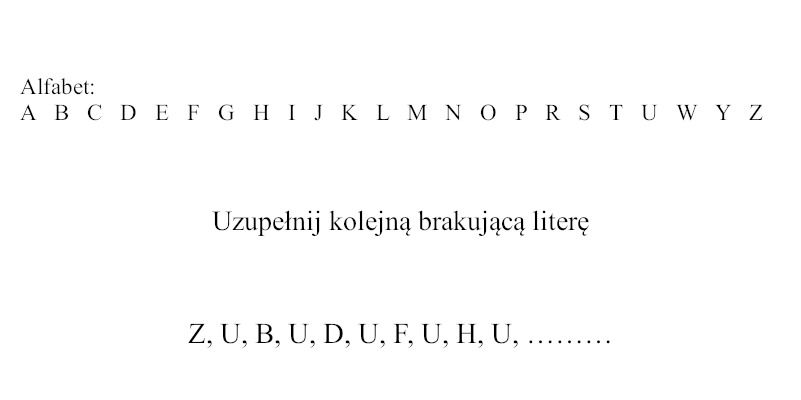 Alfabet:
A B C D E F G H I J K L M N O P R S T U W Y Z
Uzupełnij kolejną brakującą literę
Z, U, B, U, D, U, F, U, H, U, ………